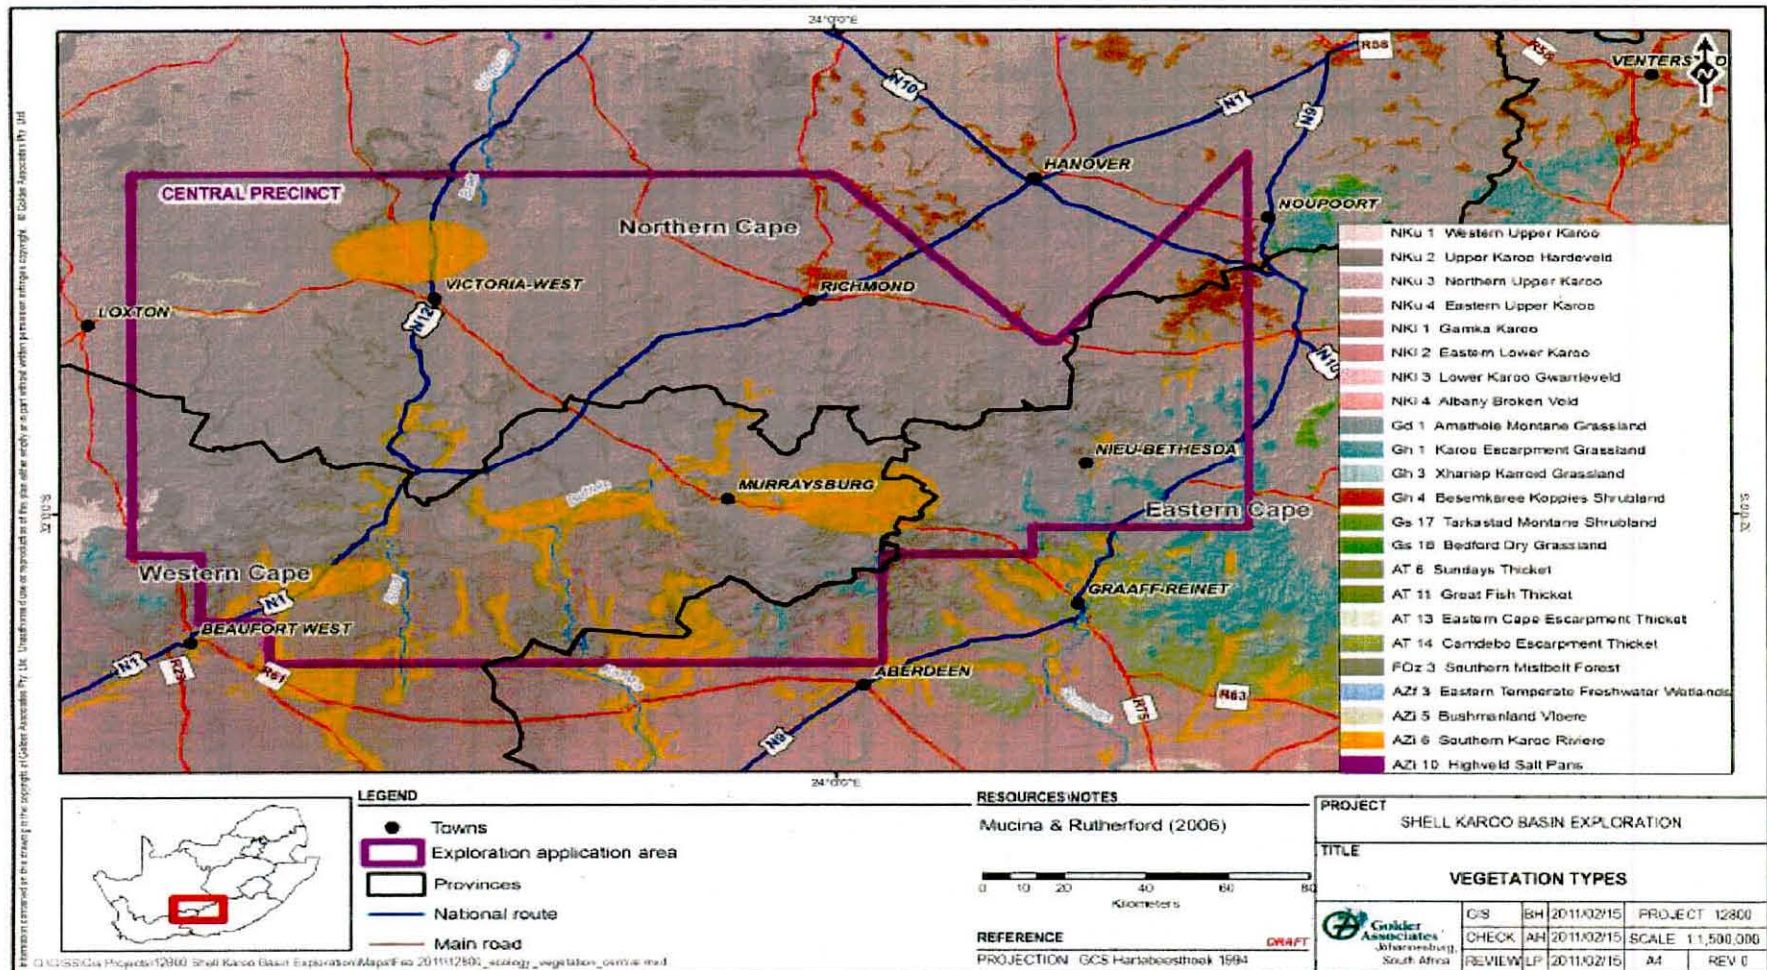 24°0'0"E
R56
VENTERS
N
N10
N1
N9
HANOVER
CENTRAL PRECINCT
Northern Cape
NOUPOORT
VICTORIA-WEST
RICHMOND
LOXTON
N12
N10
NIEU-BETHESDA
MURRAYSBURG
Eastern Cape
Western Cape
N1
GRAAFF-REINET
BEAUFORT WEST
N1
R61
ABERDEEN
R63
R75
N9
24°0'0"E
NKu 1 Western Upper Karoo
NKu 2 Upper Karoo Hardeveld
NKu 3 Northern Upper Karoo
NKu 4 Eastern Upper Karoo
NKl 1 Gamka Karoo
NKl 2 Eastern Lower Karoo
NKl 3 Lower Karoo Gwarrieveld
NKl 4 Albany Broken Veld
Gd 1 Amathole Montane Grassland
Gh 1 Karoo Escarpment Grassland
Gh 3 Xhariep Karroid Grassland
Gh 4 Besemkaree Koppies Shrubland
Gs 17 Tarkastad Montane Shrubland
Gs 18 Bedford Dry Grassland
AT 6 Sundays Thicket
AT 11 Great Fish Thicket
AT 13 Eastern Cape Escarpment Thicket
AT 14 Camdebo Escarpment Thicket
FOz 3 Southern Mistbelt Forest
AZf 3 Eastern Temperate Freshwater Wetlands
AZi 5 Bushmanland Vloere
AZi 6 Southern Karoo Riviere
AZi 10 Highveld Salt Pans
LEGEND
Towns
Exploration application area
Provinces
National route
Main road
RESOURCES\NOTES
Mucina & Rutherford (2006)
0 10 20 40 60 80
Kilometers
REFERENCE
DRAFT
PROJECTION GCS Hartebeesthoek 1994
PROJECT
SHELL KAROO BASIN EXPLORATION
TITLE
VEGETATION TYPES
Golder
Associates
Johannesburg,
South Africa
GIS BH 2011/02/15 PROJECT 12800
CHECK AH 2011/02/15 SCALE 1:1,500,000
REVIEW LP 2011/02/15 A4 REV 0